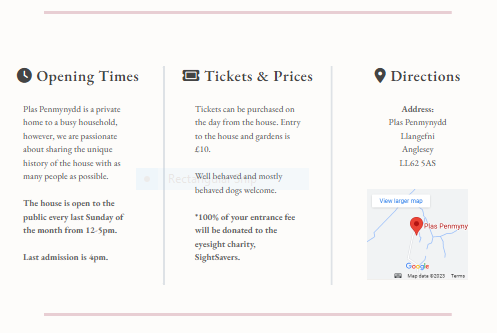 Opening Times
Plas Penmynydd is a private
home to a busy household,
however, we are passionate
about sharing the unique
history of the house with as
many people as possible.
The house is open to the
public every last Sunday of
the month from 12-5pm.
Last admission is 4pm.
Tickets & Prices
Tickets can be purchased on
the day from the house. Entry
to the house and gardens is
£10.
Well behaved and mostly
behaved dogs welcome.
*100% of your entrance fee
will be donated to the
eyesight charity,
SightSavers.
Directions
Address:
Plas Penmynydd
Llangefni
Anglesey
LL62 5AS
View larger map
Plas Penmyny
Google
Map data ©2023 Terms